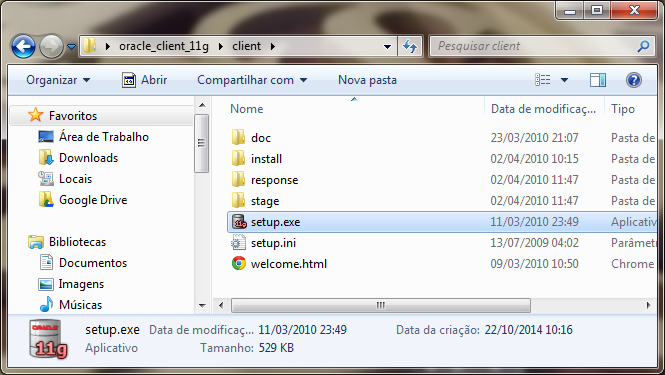 oracle_client_11g client
Pesquisar client
Organizar Abrir Compartilhar com Nova pasta
Favoritos
Área de Trabalho
Downloads
Locais
Google Drive
Bibliotecas
Documentos
Imagens
Músicas
Nome Data de modificaç... Tipo
doc 23/03/2010 21:07 Pasta de
install 02/04/2010 10:15 Pasta de
response 02/04/2010 11:47 Pasta de
stage 02/04/2010 11:47 Pasta de
setup.exe 11/03/2010 23:49 Aplicativ
setup.ini 13/07/2009 04:02 Parâmetr
welcome.html 09/03/2010 10:50 Chrome
ORACLE
11g
setup.exe Data de modificaç... 11/03/2010 23:49 Data da criação: 22/10/2014 10:16
Aplicativo Tamanho: 529 KB